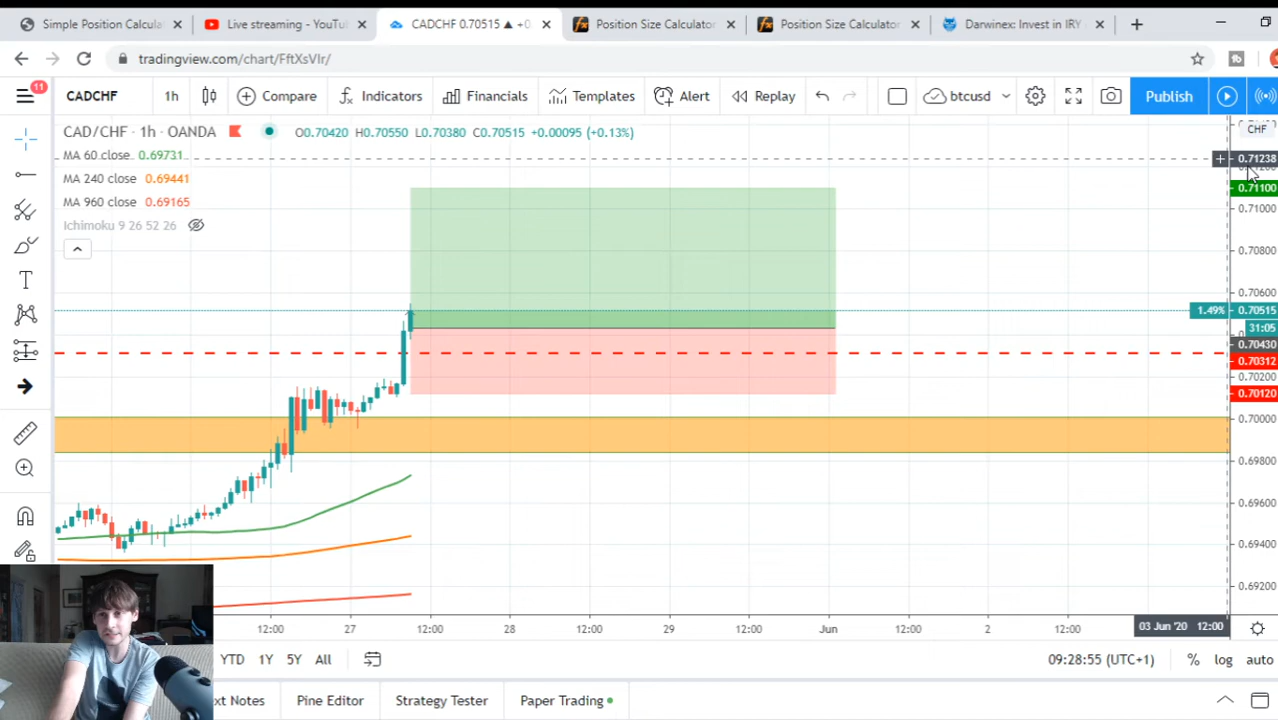 Simple Position Calcula
Live streaming - YouTu
CADCHF 0.70515 ▲ +0.
Position Size Calculator
Position Size Calculator
Darwinex: Invest in IRY
tradingview.com/chart/FftXsVIr/
11
CADCHF
1h
Compare
Indicators
Financials
Templates
Alert
Replay
btcusd
Publish
CAD/CHF · 1h · OANDA
O0.70420 H0.70550 L0.70380 C0.70515 +0.00095 (+0.13%)
CHF
MA 60 close 0.69731
0.71238
MA 240 close 0.69441
0.71100
MA 960 close 0.69165
0.71000
Ichimoku 9 26 52 26
0.70800
0.70600
1.49% 0.70515
31:05
0.70430
0.70312
0.70200
0.70120
0.70000
0.69800
0.69600
0.69400
0.69200
12:00
27
12:00
28
12:00
29
12:00
Jun
12:00
2
12:00
03 Jun '20 12:00
YTD
1Y
5Y
All
09:28:55 (UTC+1)
%
log
auto
xt Notes
Pine Editor
Strategy Tester
Paper Trading